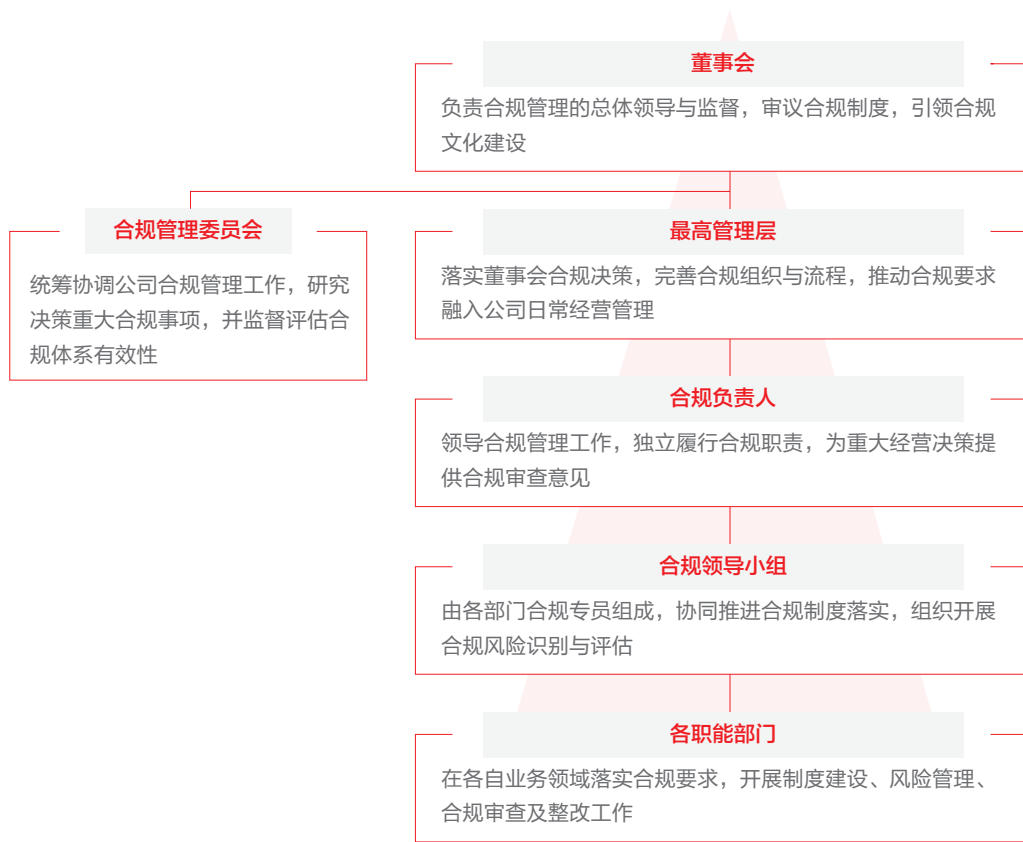 董事会
负责合规管理的总体领导与监督，审议合规制度，引领合规
文化建设
合规管理委员会
统筹协调公司合规管理工作，研究
决策重大合规事项，并监督评估合
规体系有效性
最高管理层
落实董事会合规决策，完善合规组织与流程，推动合规要求
融入公司日常经营管理
合规负责人
领导合规管理工作，独立履行合规职责，为重大经营决策提
供合规审查意见
合规领导小组
由各部门合规专员组成，协同推进合规制度落实，组织开展
合规风险识别与评估
各职能部门
在各自业务领域落实合规要求，开展制度建设、风险管理、
合规审查及整改工作